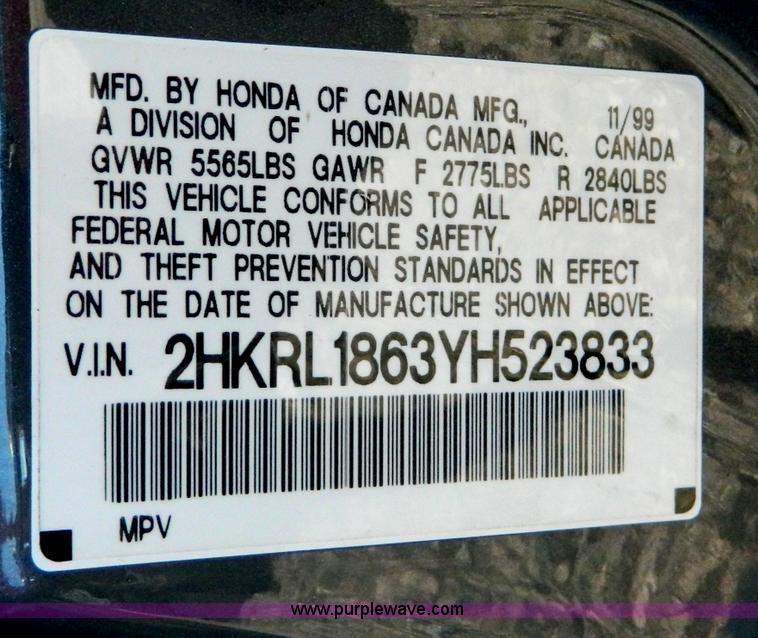 MFD. BY HONDA OF CANADA MFG., 11/99
A DIVISION OF HONDA CANADA INC. CANADA
GVWR 5565LBS GAWR F 2775LBS R 2840LBS
THIS VEHICLE CONFORMS TO ALL APPLICABLE
FEDERAL MOTOR VEHICLE SAFETY,
AND THEFT PREVENTION STANDARDS IN EFFECT
ON THE DATE OF MANUFACTURE SHOWN ABOVE:
V.I.N. 2HKRL1863YH523833
MPV
www.purplewave.com